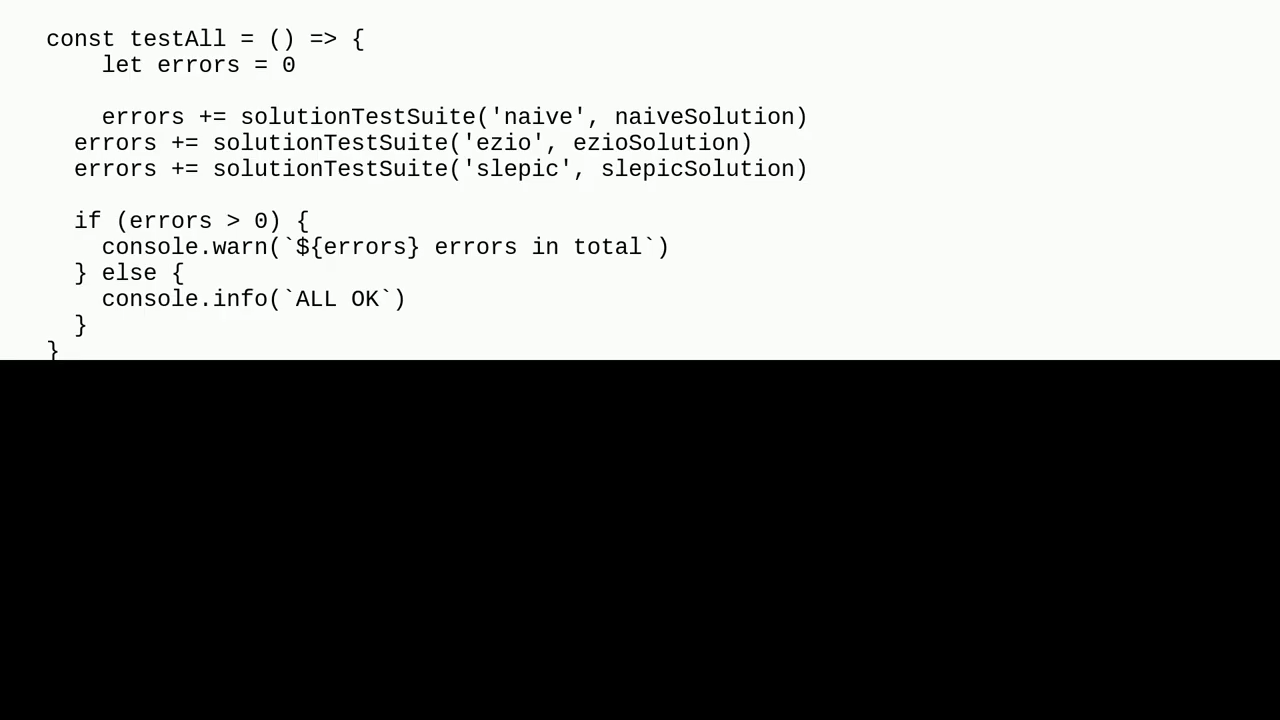 const testAll = () => {
    let errors = 0

    errors += solutionTestSuite('naive', naiveSolution)
  errors += solutionTestSuite('ezio', ezioSolution)
  errors += solutionTestSuite('slepic', slepicSolution)

  if (errors > 0) {
    console.warn(`${errors} errors in total`)
  } else {
    console.info(`ALL OK`)
  }
}